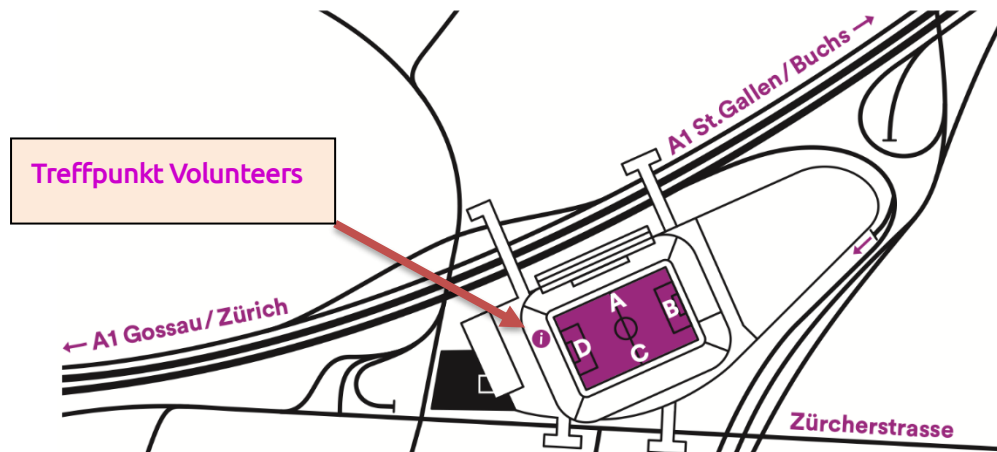 A1 St.Gallen/Buchs →
Treffpunkt Volunteers
← A1 Gossau/Zürich
i
A
B
D
C
Zürcherstrasse